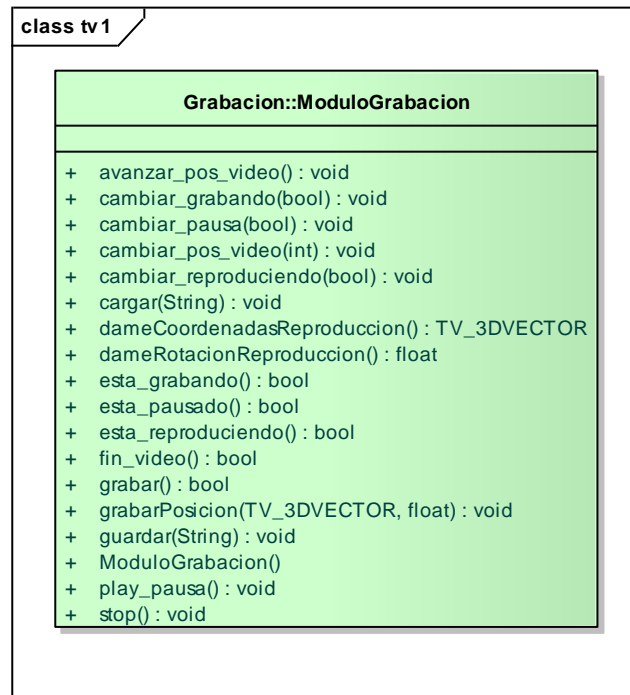 class tv1
Grabacion::ModuloGrabacion
+ avanzar_pos_video() : void
+ cambiar_grabando(bool) : void
+ cambiar_pausa(bool) : void
+ cambiar_pos_video(int) : void
+ cambiar_reproduciendo(bool) : void
+ cargar(String) : void
+ dameCoordenadasReproduccion() : TV_3DVECTOR
+ dameRotacionReproduccion() : float
+ esta_grabando() : bool
+ esta_pausado() : bool
+ esta_reproduciendo() : bool
+ fin_video() : bool
+ grabar() : bool
+ grabarPosicion(TV_3DVECTOR, float) : void
+ guardar(String) : void
+ ModuloGrabacion()
+ play_pausa() : void
+ stop() : void